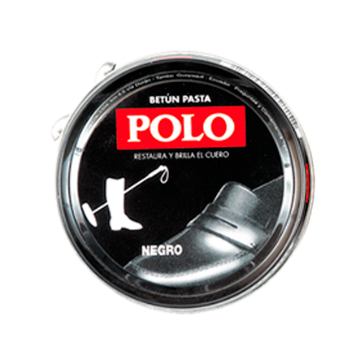 BETÚN PASTA
POLO
RESTAURA Y BRILLA EL CUERO
NEGRO